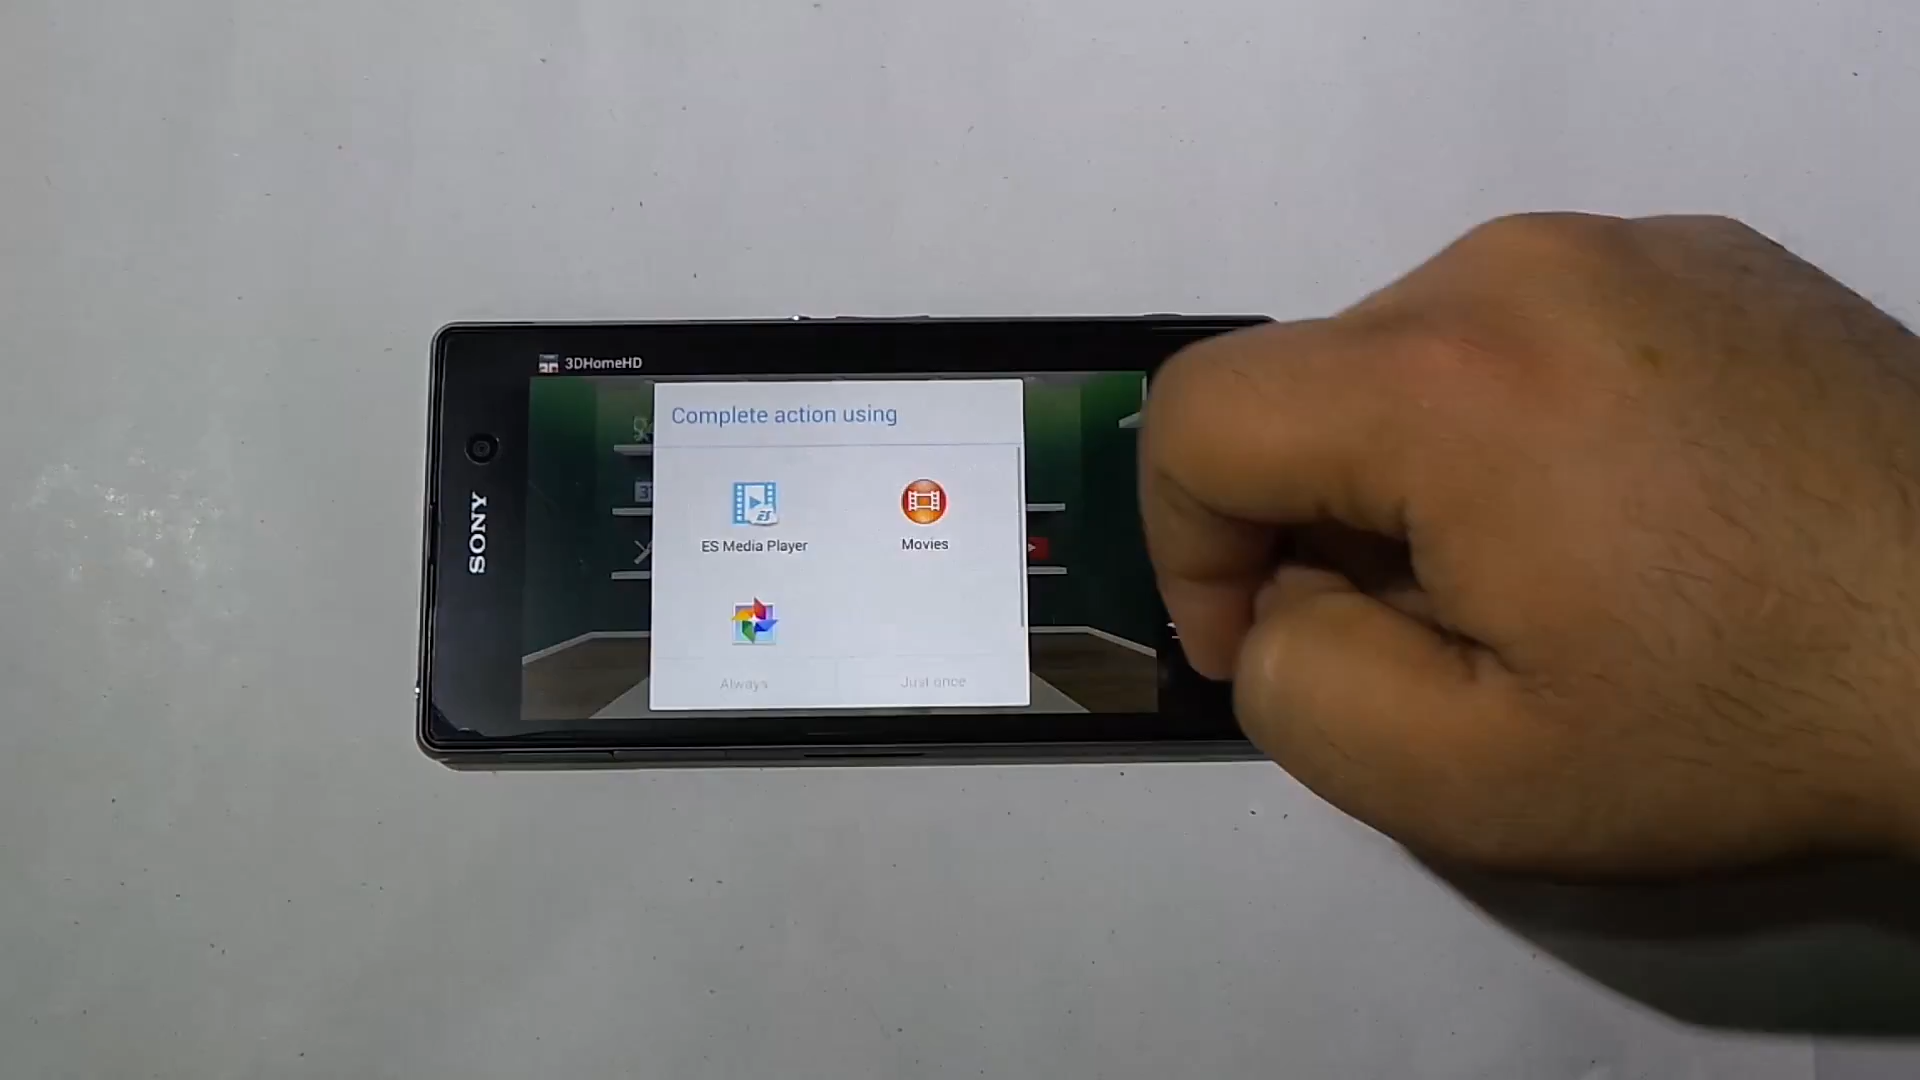 3DHomeHD
Complete action using
ES Media Player
Movies
Always
Just once
SONY